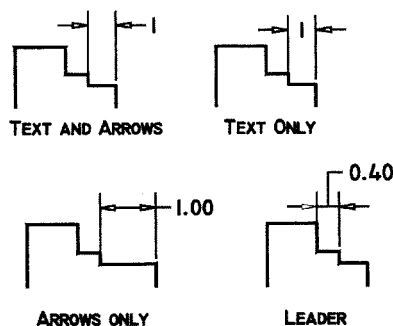 1
1
TEXT AND ARROWS
TEXT ONLY
0.40
1.00
ARROWS ONLY
LEADER